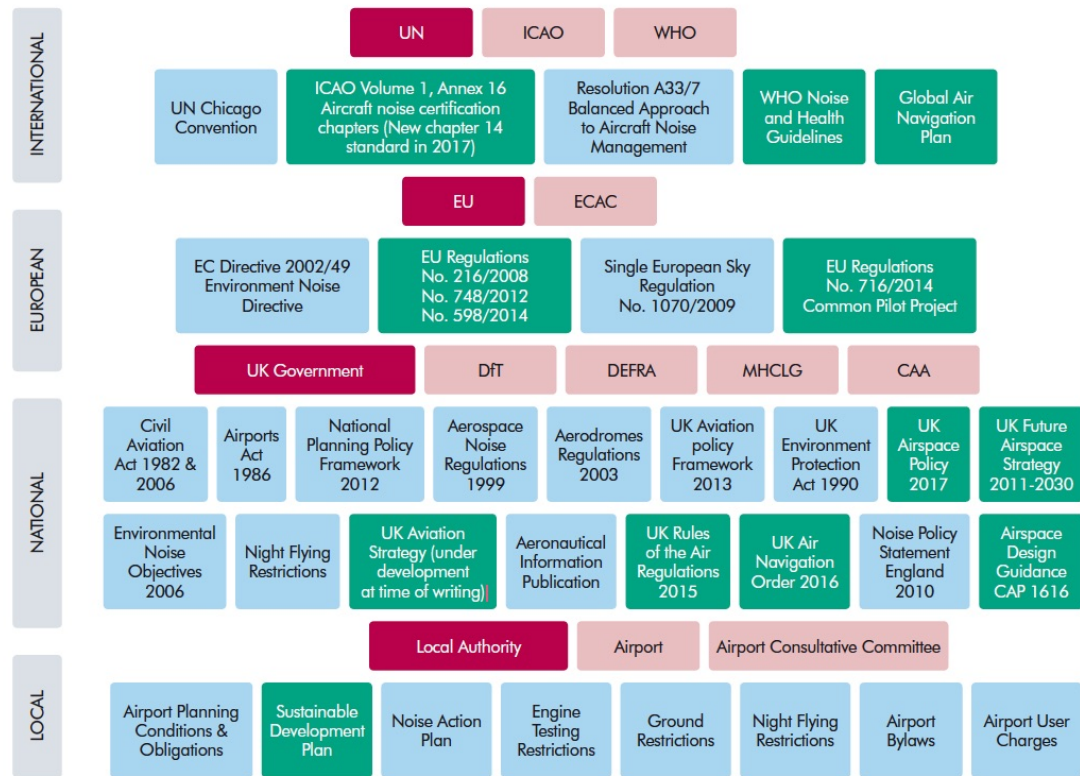 INTERNATIONAL
UN
ICAO
WHO
UN Chicago
Convention
ICAO Volume 1, Annex 16
Aircraft noise certification
chapters (New chapter 14
standard in 2017)
Resolution A33/7
Balanced Approach
to Aircraft Noise
Management
WHO Noise
and Health
Guidelines
Global Air
Navigation
Plan
EUROPEAN
EU
ECAC
EC Directive 2002/49
Environment Noise
Directive
EU Regulations
No. 216/2008
No. 748/2012
No. 598/2014
Single European Sky
Regulation
No. 1070/2009
EU Regulations
No. 716/2014
Common Pilot Project
NATIONAL
UK Government
DfT
DEFRA
MHCLG
CAA
Civil
Aviation
Act 1982 &
2006
Airports
Act
1986
National
Planning Policy
Framework
2012
Aerospace
Noise
Regulations
1999
Aerodromes
Regulations
2003
UK Aviation
policy
Framework
2013
UK
Environment
Protection
Act 1990
UK
Airspace
Policy
2017
UK Future
Airspace
Strategy
2011-2030
Environmental
Noise
Objectives
2006
Night Flying
Restrictions
UK Aviation
Strategy (under
development
at time of writing)
Aeronautical
Information
Publication
UK Rules
of the Air
Regulations
2015
UK Air
Navigation
Order 2016
Noise Policy
Statement
England
2010
Airspace
Design
Guidance
CAP 1616
LOCAL
Local Authority
Airport
Airport Consultative Committee
Airport Planning
Conditions &
Obligations
Sustainable
Development
Plan
Noise Action
Plan
Engine
Testing
Restrictions
Ground
Restrictions
Night Flying
Restrictions
Airport
Bylaws
Airport User
Charges